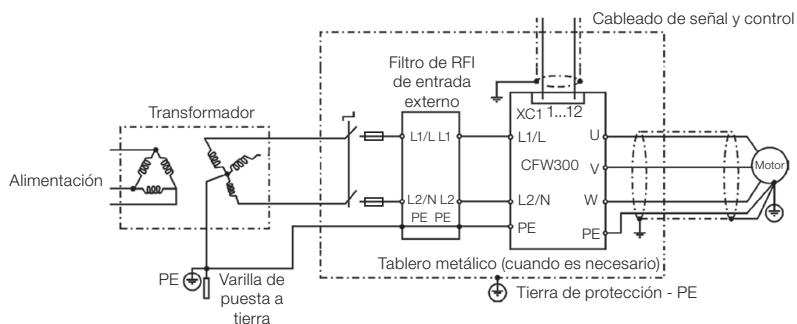 Cableado de señal y control
Filtro de RFI
de entrada
externo
Transformador
XC1 1...12
L1/L L1
L1/L
U
CFW300
V
Motor
Alimentación
L2/N L2
L2/N
W
PE PE
PE
PE
Tablero metálico (cuando es necesario)
PE
Varilla de
puesta a
tierra
Tierra de protección - PE